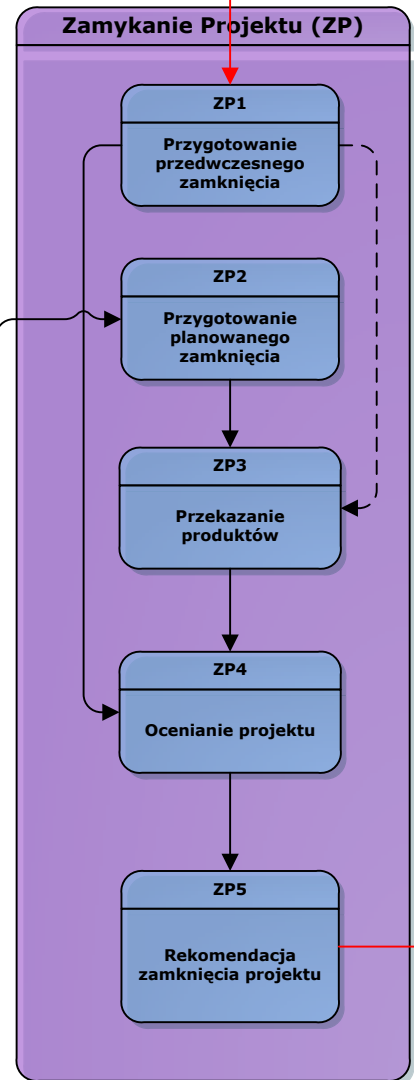 Zamykanie Projektu (ZP)
ZP1
Przygotowanie
przedwczesnego
zamknięcia
ZP2
Przygotowanie
planowanego
zamknięcia
ZP3
Przekazanie
produktów
ZP4
Ocenianie projektu
ZP5
Rekomendacja
zamknięcia projektu